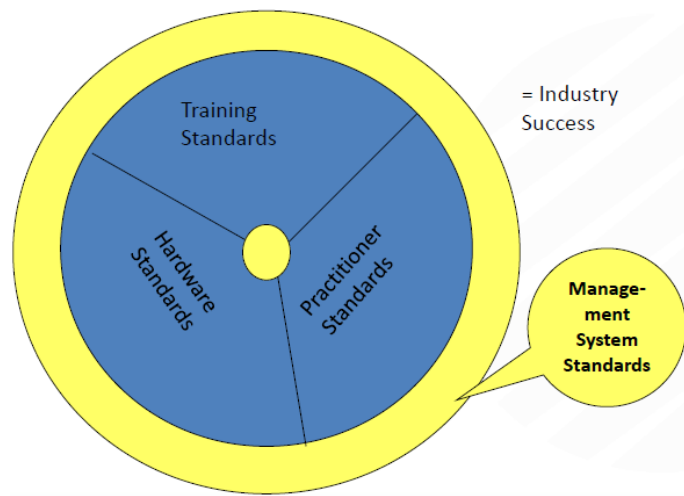 Training
Standards
= Industry
Success
Hardware
Standards
Practitioner
Standards
Manage-
ment
System
Standards